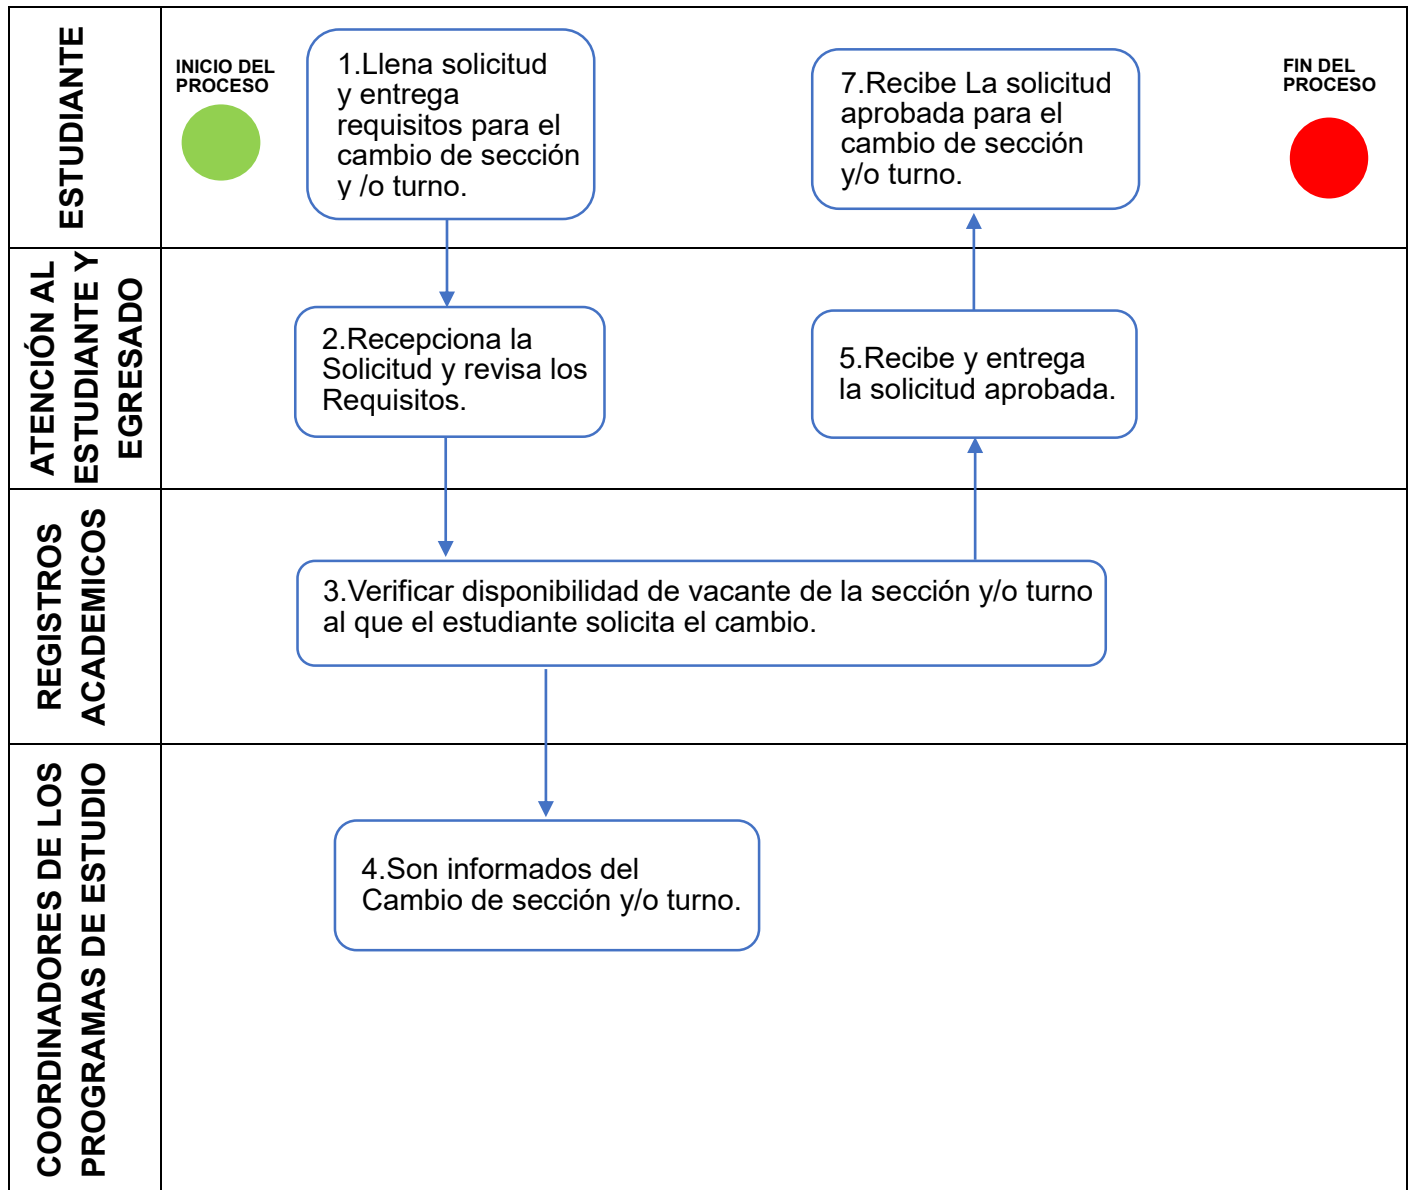 ESTUDIANTE
INICIO DEL
PROCESO
1.Llena solicitud
y entrega
requisitos para el
cambio de sección
y /o turno.
7.Recibe La solicitud
aprobada para el
cambio de sección
y/o turno.
FIN DEL
PROCESO
ATENCIÓN AL
ESTUDIANTE Y
EGRESADO
2.Recepciona la
Solicitud y revisa los
Requisitos.
5.Recibe y entrega
la solicitud aprobada.
REGISTROS
ACADEMICOS
3.Verificar disponibilidad de vacante de la sección y/o turno
al que el estudiante solicita el cambio.
COORDINADORES DE LOS
PROGRAMAS DE ESTUDIO
4.Son informados del
Cambio de sección y/o turno.